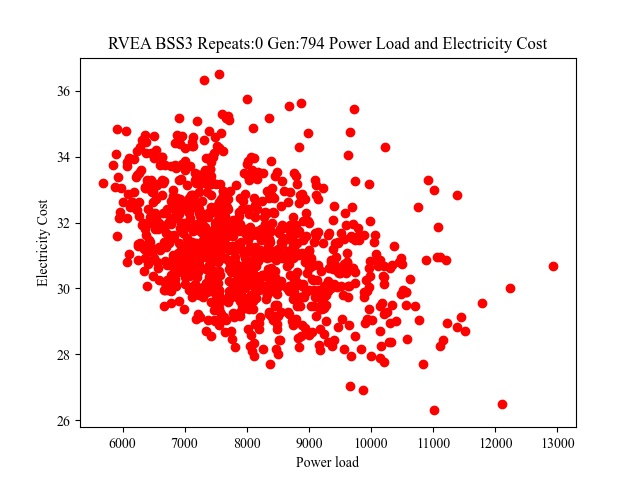 RVEA BSS3 Repeats:0 Gen:794 Power Load and Electricity Cost
Electricity Cost
36
34
32
30
28
26
6000 7000 8000 9000 10000 11000 12000 13000
Power load